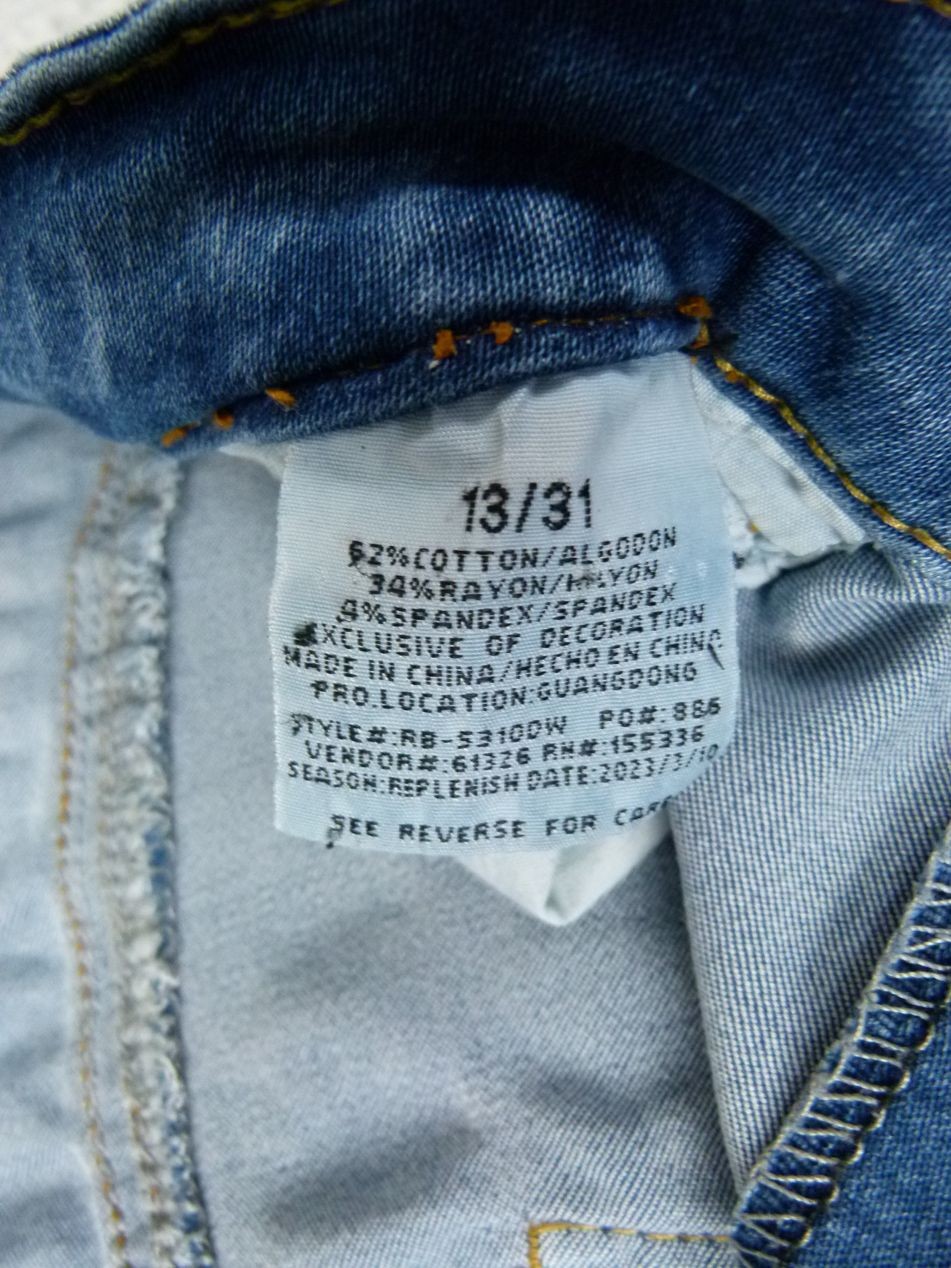 13/31
62%COTTON/ALGODON
34%RAYON/
4%SPANDEX/SPANDEX
EXCLUSIVE OF DECORATION
MADE IN CHINA/HECHO EN CHINA
PRO.LOCATION:GUANGDONG
STYLE#:RB-5310DW PO#:886
VENDOR#:61326 RN#:155336
SEASON:REPLENISH DATE:2023/3/10
SEE REVERSE FOR CARE